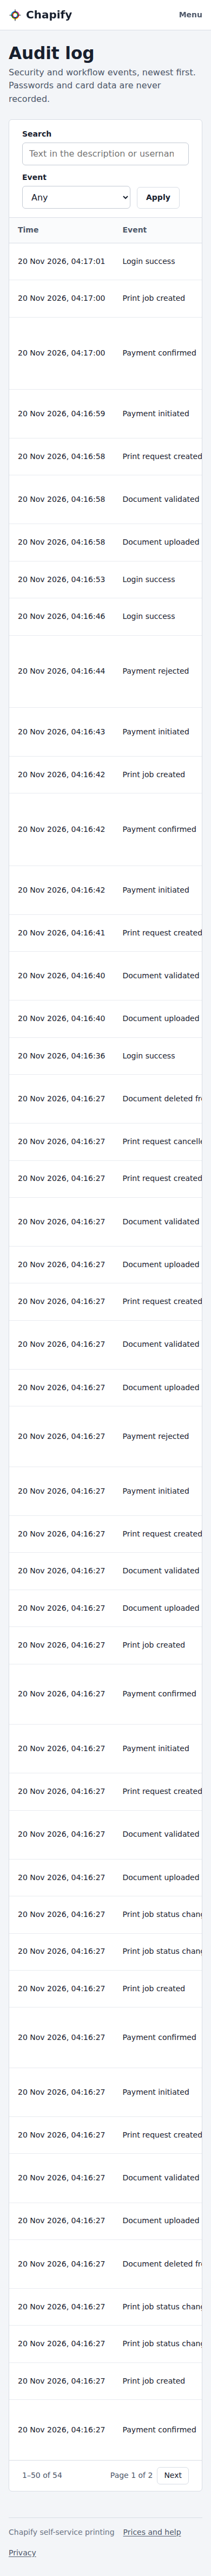 Chapify
Menu
Audit log
Security and workflow events, newest first.
Passwords and card data are never
recorded.
Search
Text in the description or usernan
Event
Any
Apply
Time Event
20 Nov 2026, 04:17:01 Login success
20 Nov 2026, 04:17:00 Print job created
20 Nov 2026, 04:17:00 Payment confirmed
20 Nov 2026, 04:16:59 Payment initiated
20 Nov 2026, 04:16:58 Print request created
20 Nov 2026, 04:16:58 Document validated
20 Nov 2026, 04:16:58 Document uploaded
20 Nov 2026, 04:16:53 Login success
20 Nov 2026, 04:16:46 Login success
20 Nov 2026, 04:16:44 Payment rejected
20 Nov 2026, 04:16:43 Payment initiated
20 Nov 2026, 04:16:42 Print job created
20 Nov 2026, 04:16:42 Payment confirmed
20 Nov 2026, 04:16:42 Payment initiated
20 Nov 2026, 04:16:41 Print request created
20 Nov 2026, 04:16:40 Document validated
20 Nov 2026, 04:16:40 Document uploaded
20 Nov 2026, 04:16:36 Login success
20 Nov 2026, 04:16:27 Document deleted fr
20 Nov 2026, 04:16:27 Print request cancell
20 Nov 2026, 04:16:27 Print request created
20 Nov 2026, 04:16:27 Document validated
20 Nov 2026, 04:16:27 Document uploaded
20 Nov 2026, 04:16:27 Print request created
20 Nov 2026, 04:16:27 Document validated
20 Nov 2026, 04:16:27 Document uploaded
20 Nov 2026, 04:16:27 Payment rejected
20 Nov 2026, 04:16:27 Payment initiated
20 Nov 2026, 04:16:27 Print request created
20 Nov 2026, 04:16:27 Document validated
20 Nov 2026, 04:16:27 Document uploaded
20 Nov 2026, 04:16:27 Print job created
20 Nov 2026, 04:16:27 Payment confirmed
20 Nov 2026, 04:16:27 Payment initiated
20 Nov 2026, 04:16:27 Print request created
20 Nov 2026, 04:16:27 Document validated
20 Nov 2026, 04:16:27 Document uploaded
20 Nov 2026, 04:16:27 Print job status chang
20 Nov 2026, 04:16:27 Print job status chang
20 Nov 2026, 04:16:27 Print job created
20 Nov 2026, 04:16:27 Payment confirmed
20 Nov 2026, 04:16:27 Payment initiated
20 Nov 2026, 04:16:27 Print request created
20 Nov 2026, 04:16:27 Document validated
20 Nov 2026, 04:16:27 Document uploaded
20 Nov 2026, 04:16:27 Document deleted fr
20 Nov 2026, 04:16:27 Print job status chang
20 Nov 2026, 04:16:27 Print job status chang
20 Nov 2026, 04:16:27 Print job created
20 Nov 2026, 04:16:27 Payment confirmed
1–50 of 54 Page 1 of 2 Next
Chapify self-service printing Prices and help
Privacy